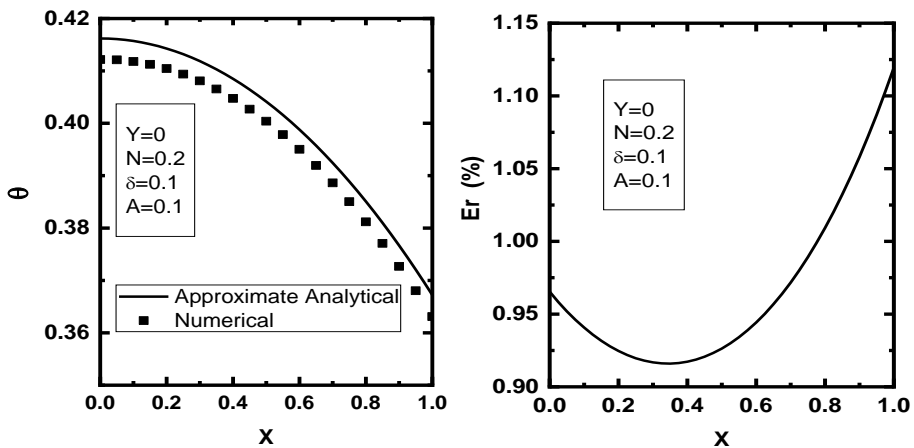 0.42
0.40
0.38
0.36
θ
Y=0
N=0.2
δ=0.1
A=0.1
Approximate Analytical
Numerical
0.0 0.2 0.4 0.6 0.8 1.0
X
1.15
1.10
1.05
1.00
0.95
0.90
Er (%)
Y=0
N=0.2
δ=0.1
A=0.1
0.0 0.2 0.4 0.6 0.8 1.0
X